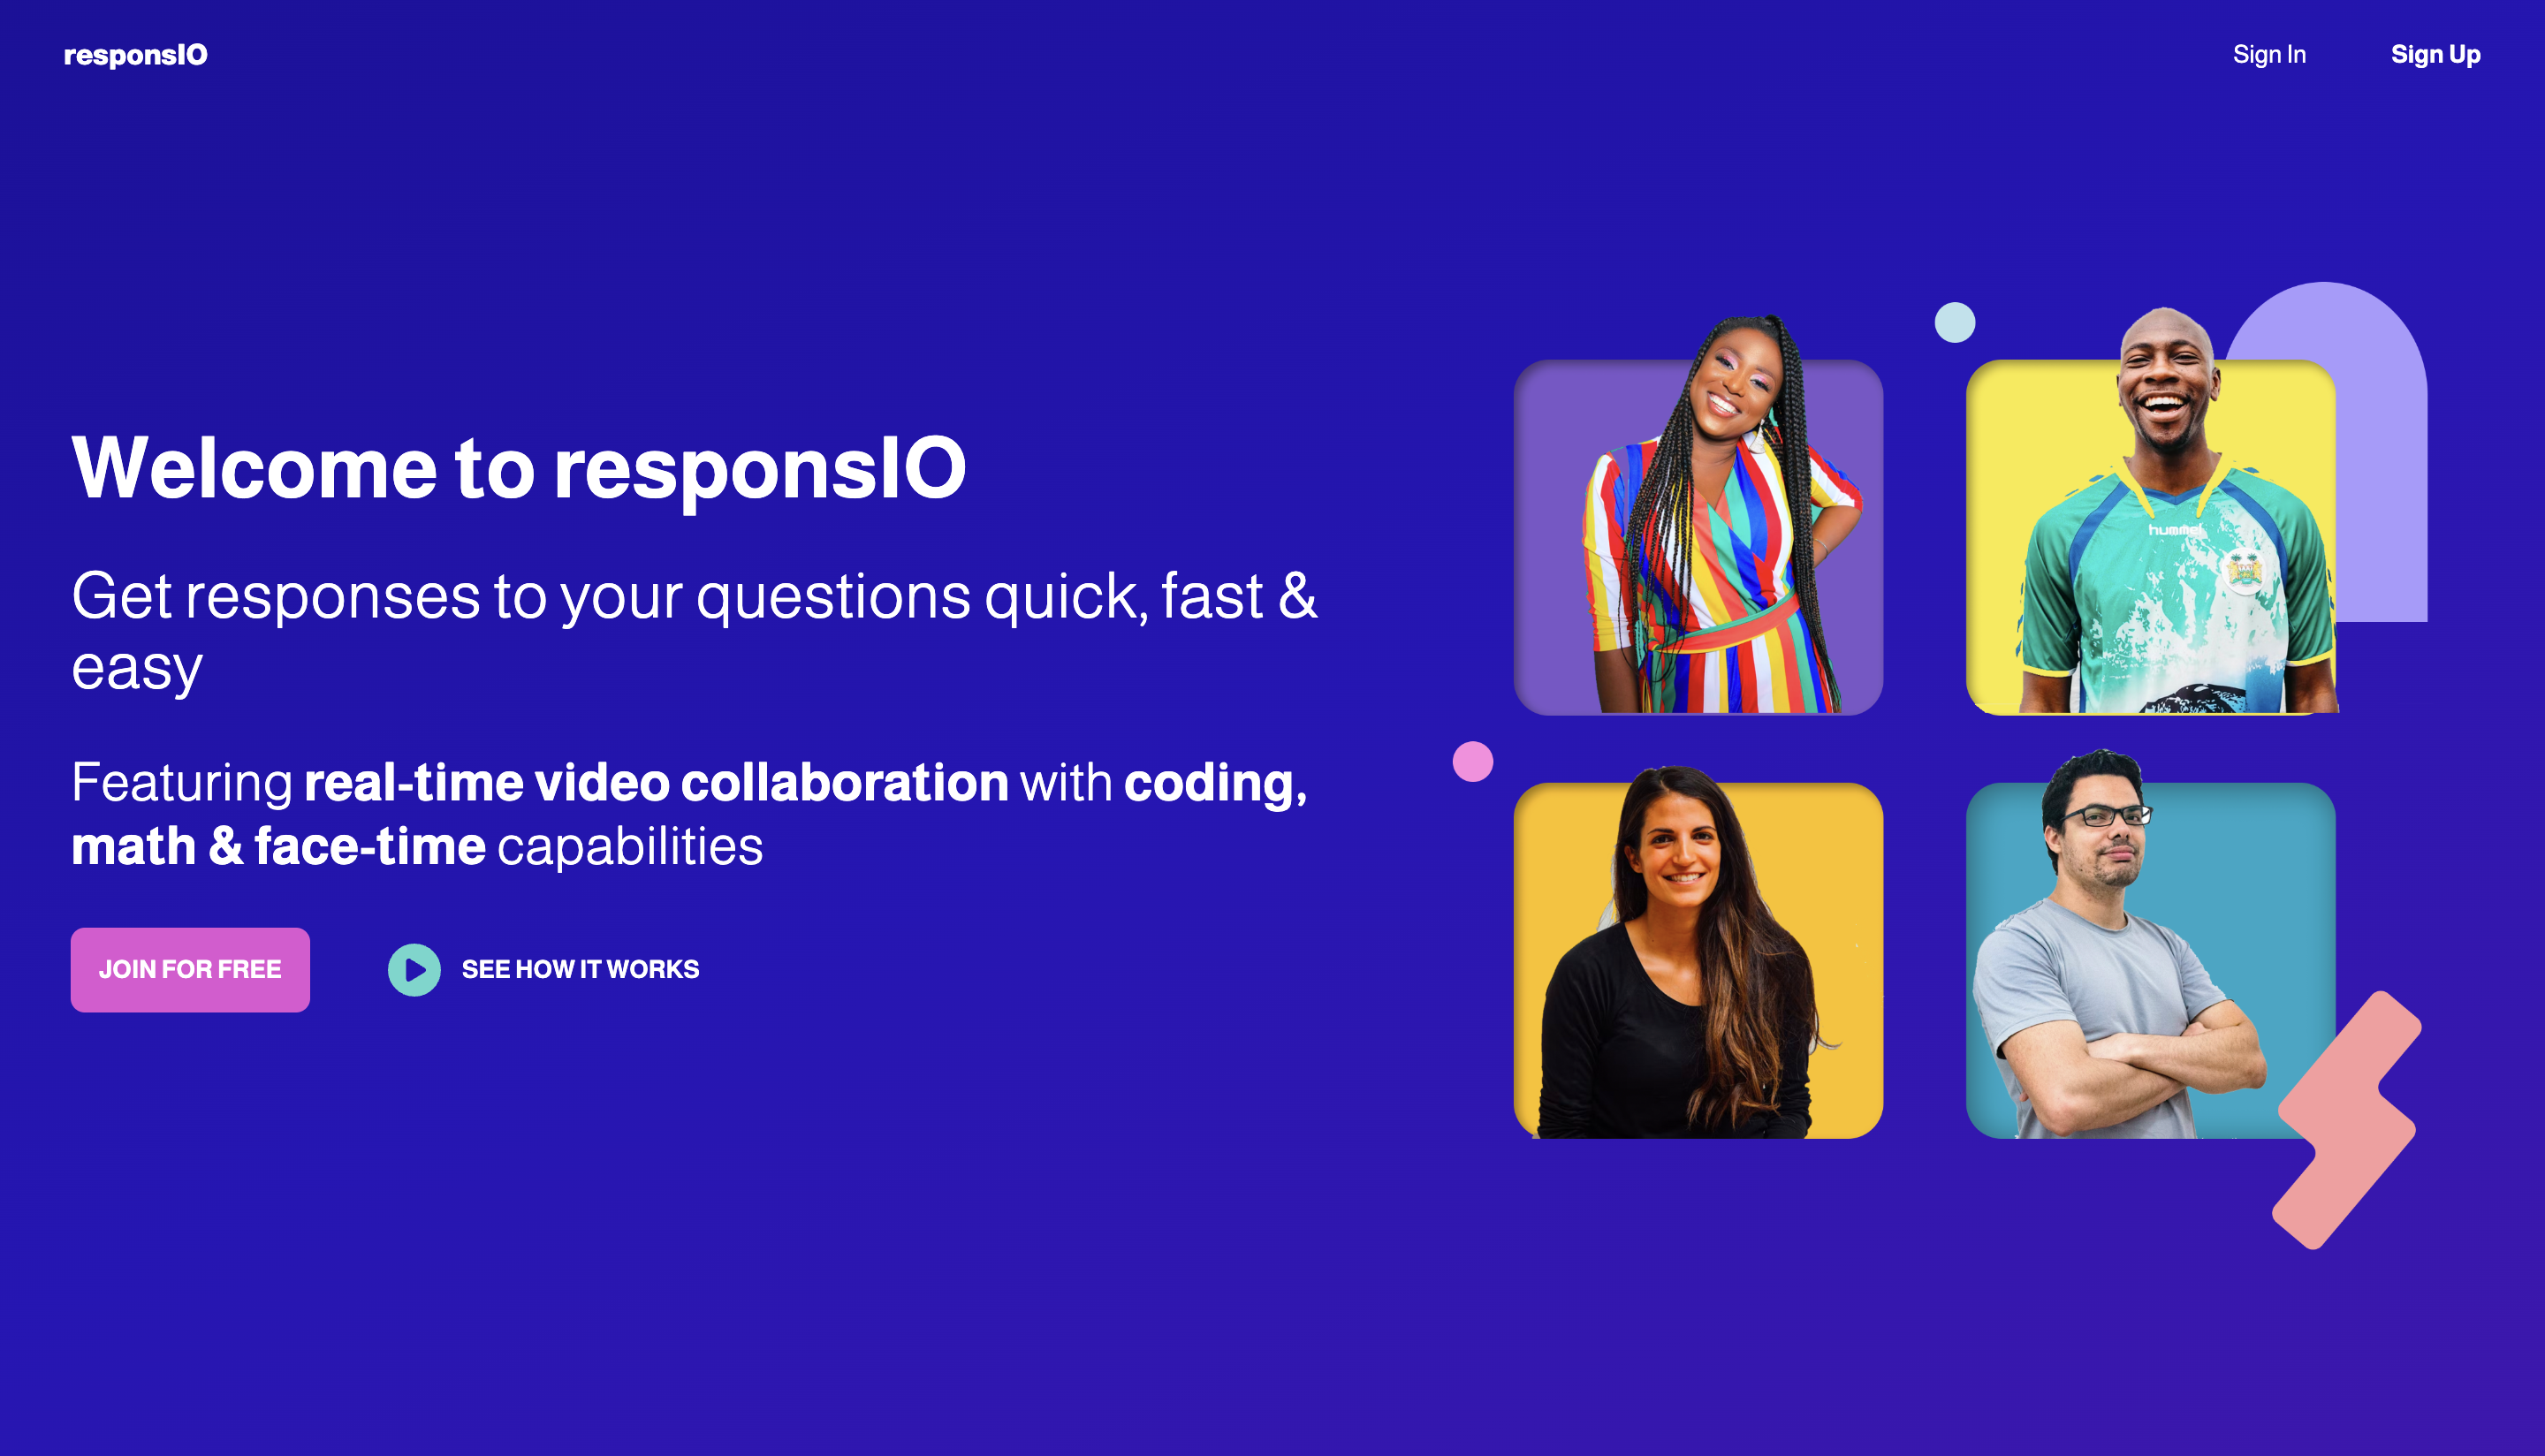 responsIO
Sign In
Sign Up
Welcome to responsIO
Get responses to your questions quick, fast &
easy
Featuring real-time video collaboration with coding,
math & face-time capabilities
JOIN FOR FREE
SEE HOW IT WORKS
hummel